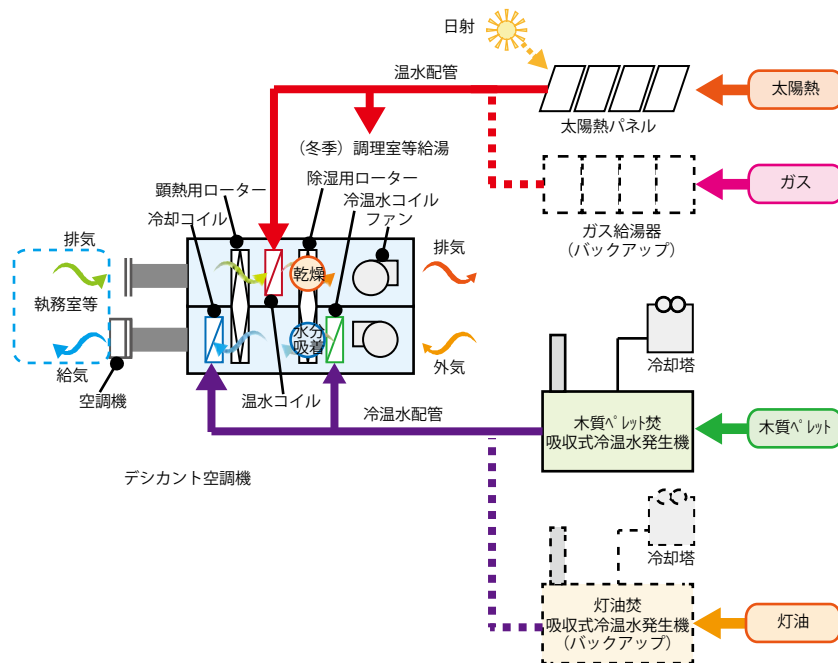 日射
温水配管
太陽熱
太陽熱パネル
（冬季）調理室等給湯
除湿用ローター
顕熱用ローター
冷温水コイル
ガス
冷却コイル
ファン
ガス給湯器
（バックアップ）
排気
排気
乾燥
執務室等
水分
吸着
給気
外気
冷却塔
空調機
温水コイル
冷温水配管
木質ﾍﾟﾚｯﾄ焚
吸収式冷温水発生機
木質ﾍﾟﾚｯﾄ
デシカント空調機
冷却塔
灯油焚
吸収式冷温水発生機
（バックアップ）
灯油